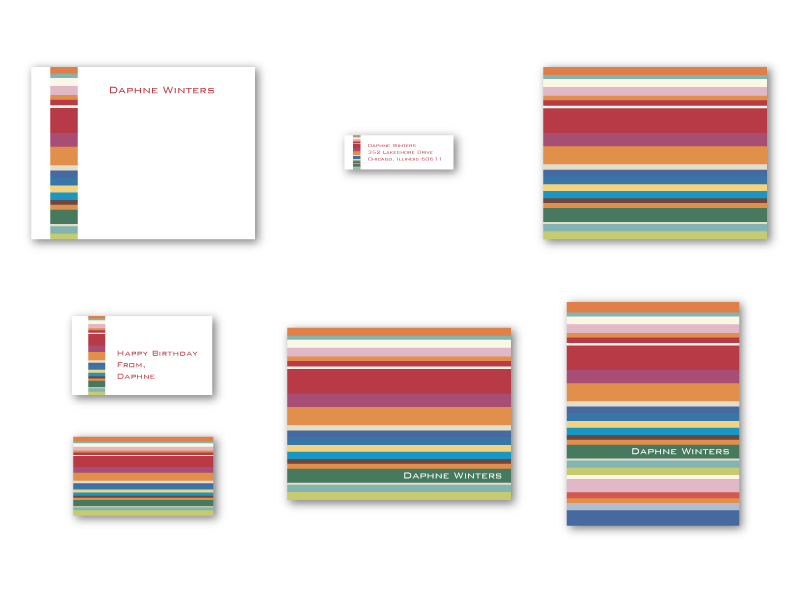 Daphne Winters
Daphne Winters
352 Lakeshore Drive
Chicago, Illinois 60611
Happy Birthday
From,
Daphne
Daphne Winters
Daphne Winters